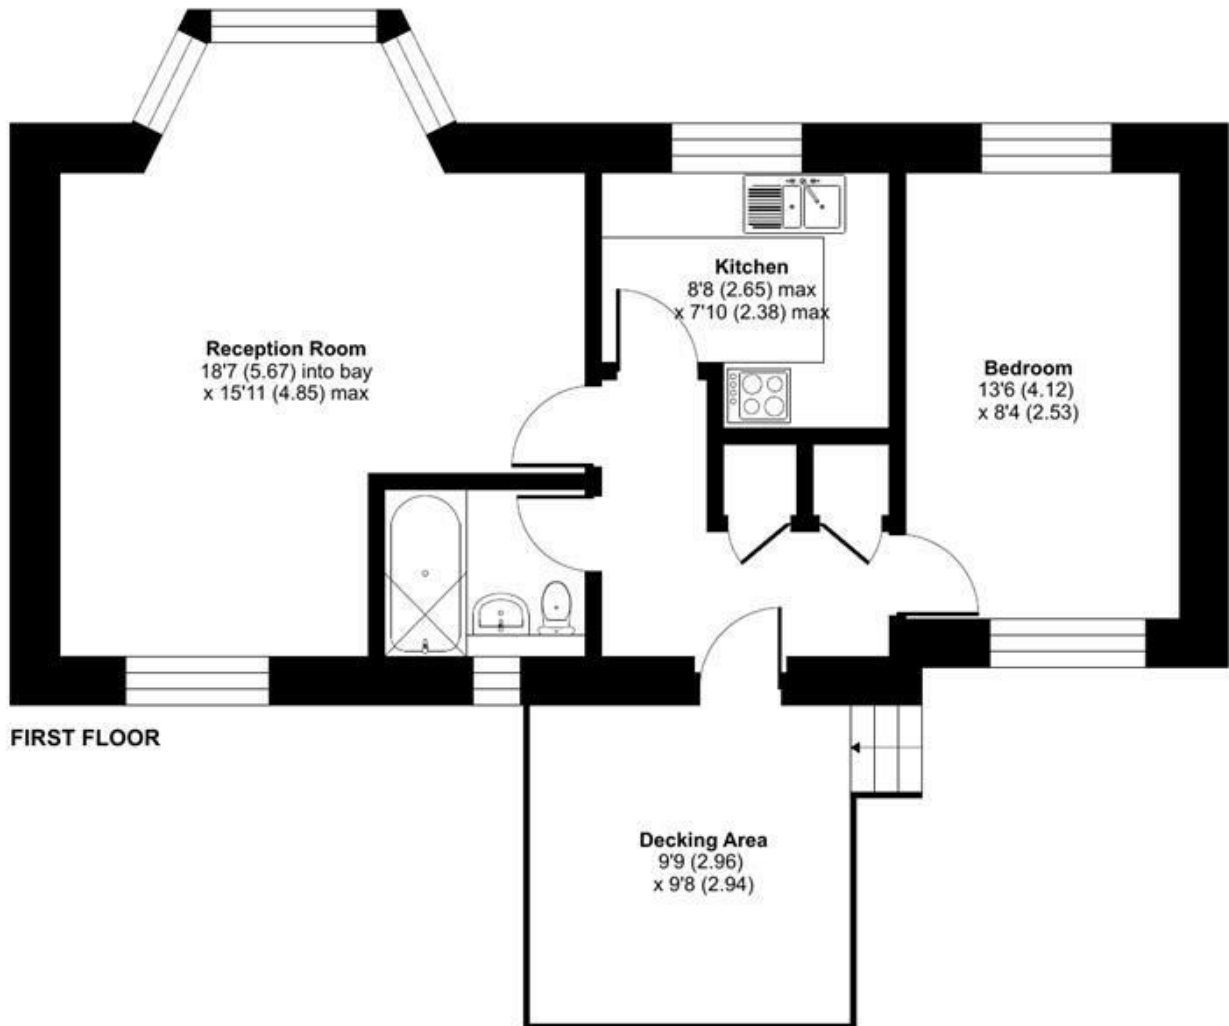 Kitchen
8'8 (2.65) max
x 7'10 (2.38) max
Reception Room
18'7 (5.67) into bay
x 15'11 (4.85) max
Bedroom
13'6 (4.12)
x 8'4 (2.53)
FIRST FLOOR
Decking Area
9'9 (2.96)
x 9'8 (2.94)